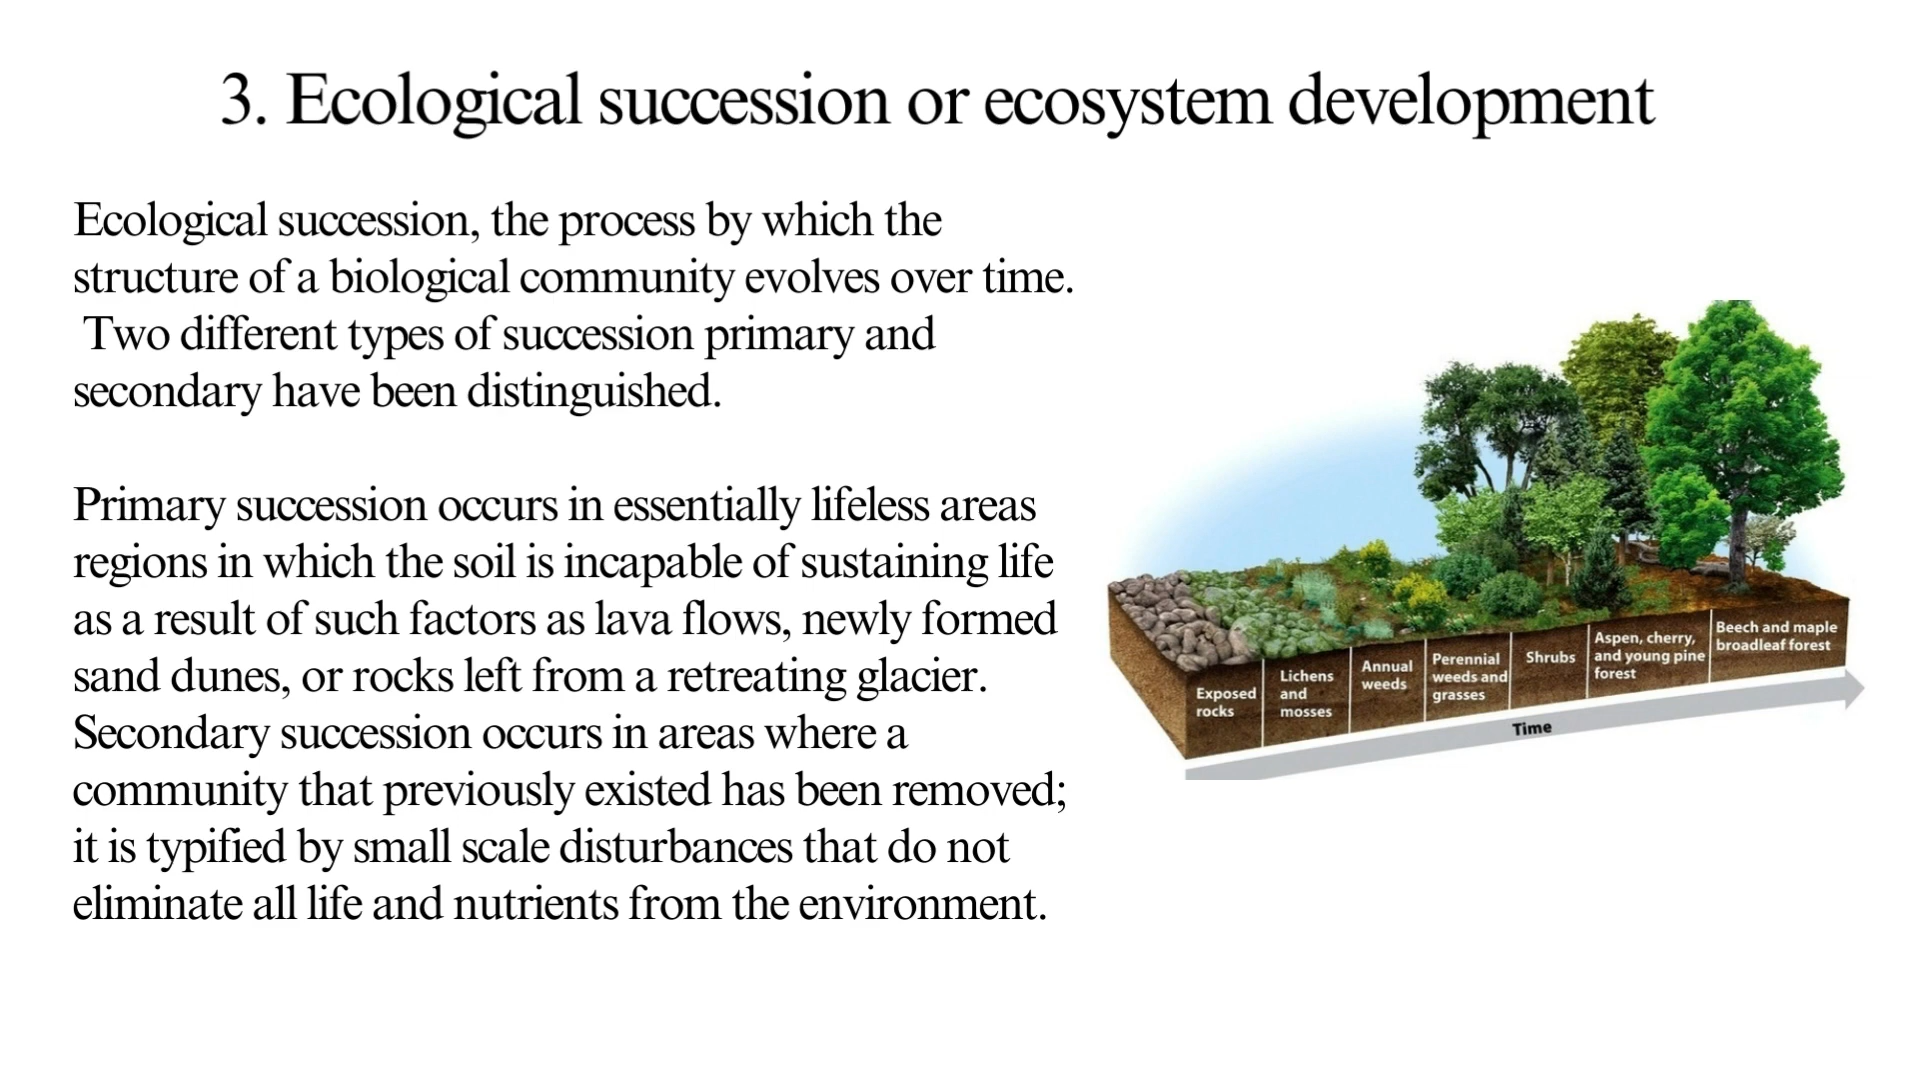 3. Ecological succession or ecosystem development
Ecological succession, the process by which the
structure of a biological community evolves over time.
Two different types of succession primary and
secondary have been distinguished.
Primary succession occurs in essentially lifeless areas
regions in which the soil is incapable of sustaining life
as a result of such factors as lava flows, newly formed
sand dunes, or rocks left from a retreating glacier.
Secondary succession occurs in areas where a
community that previously existed has been removed;
it is typified by small scale disturbances that do not
eliminate all life and nutrients from the environment.
Exposed
rocks
Lichens
and
mosses
Annual
weeds
Perennial
weeds and
grasses
Shrubs
Aspen, cherry,
and young pine
forest
Beech and maple
broadleaf forest
Time